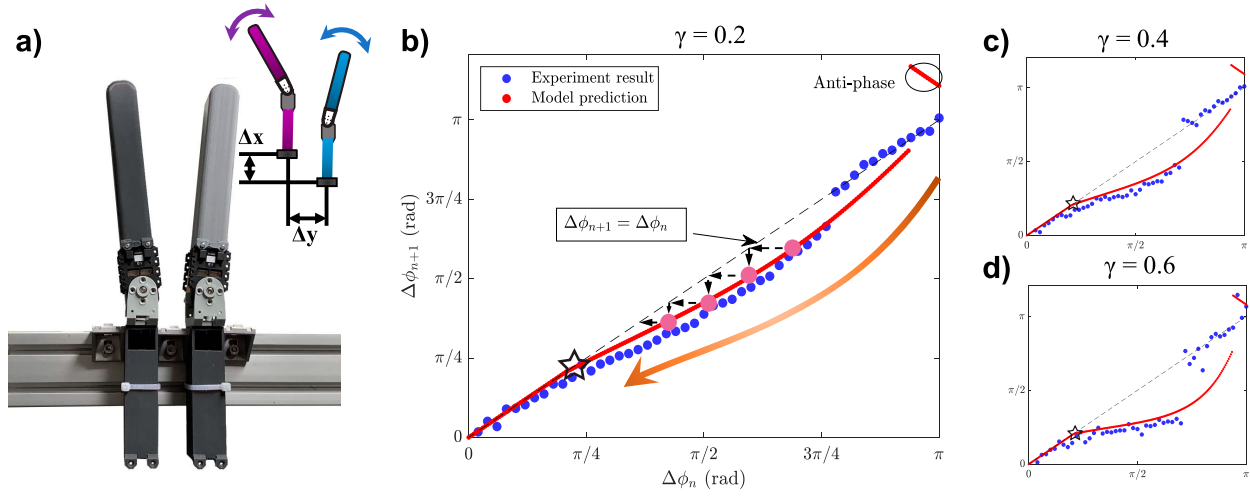 a)
Δx
Δy
b)
γ = 0.2
Experiment result
Model prediction
Anti-phase
Δϕₙ₊₁ = Δϕₙ
Δϕₙ₊₁ (rad)
π
3π/4
π/2
π/4
0
0
π/4
π/2
3π/4
π
Δϕₙ (rad)
c)
γ = 0.4
π
π/2
0
0
π/2
π
d)
γ = 0.6
π
π/2
0
0
π/2
π